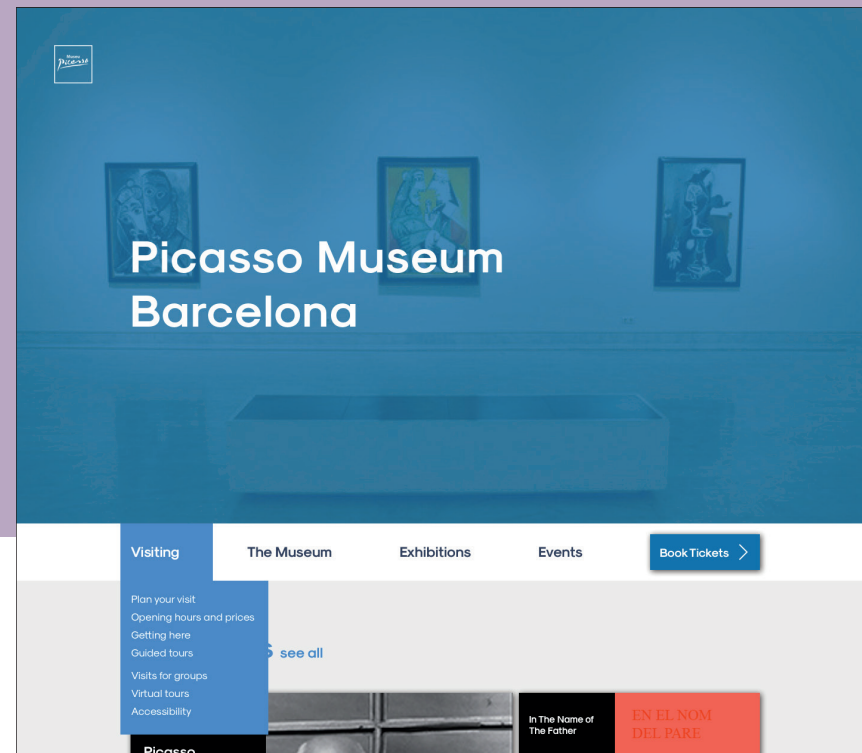 Museu
Picasso
Picasso Museum
Barcelona
Visiting
The Museum
Exhibitions
Events
Book Tickets
Plan your visit
Opening hours and prices
Getting here
Guided tours
Visits for groups
Virtual tours
Accessibility
see all
Picasso
In The Name of
The Father
EN EL NOM
DEL PARE